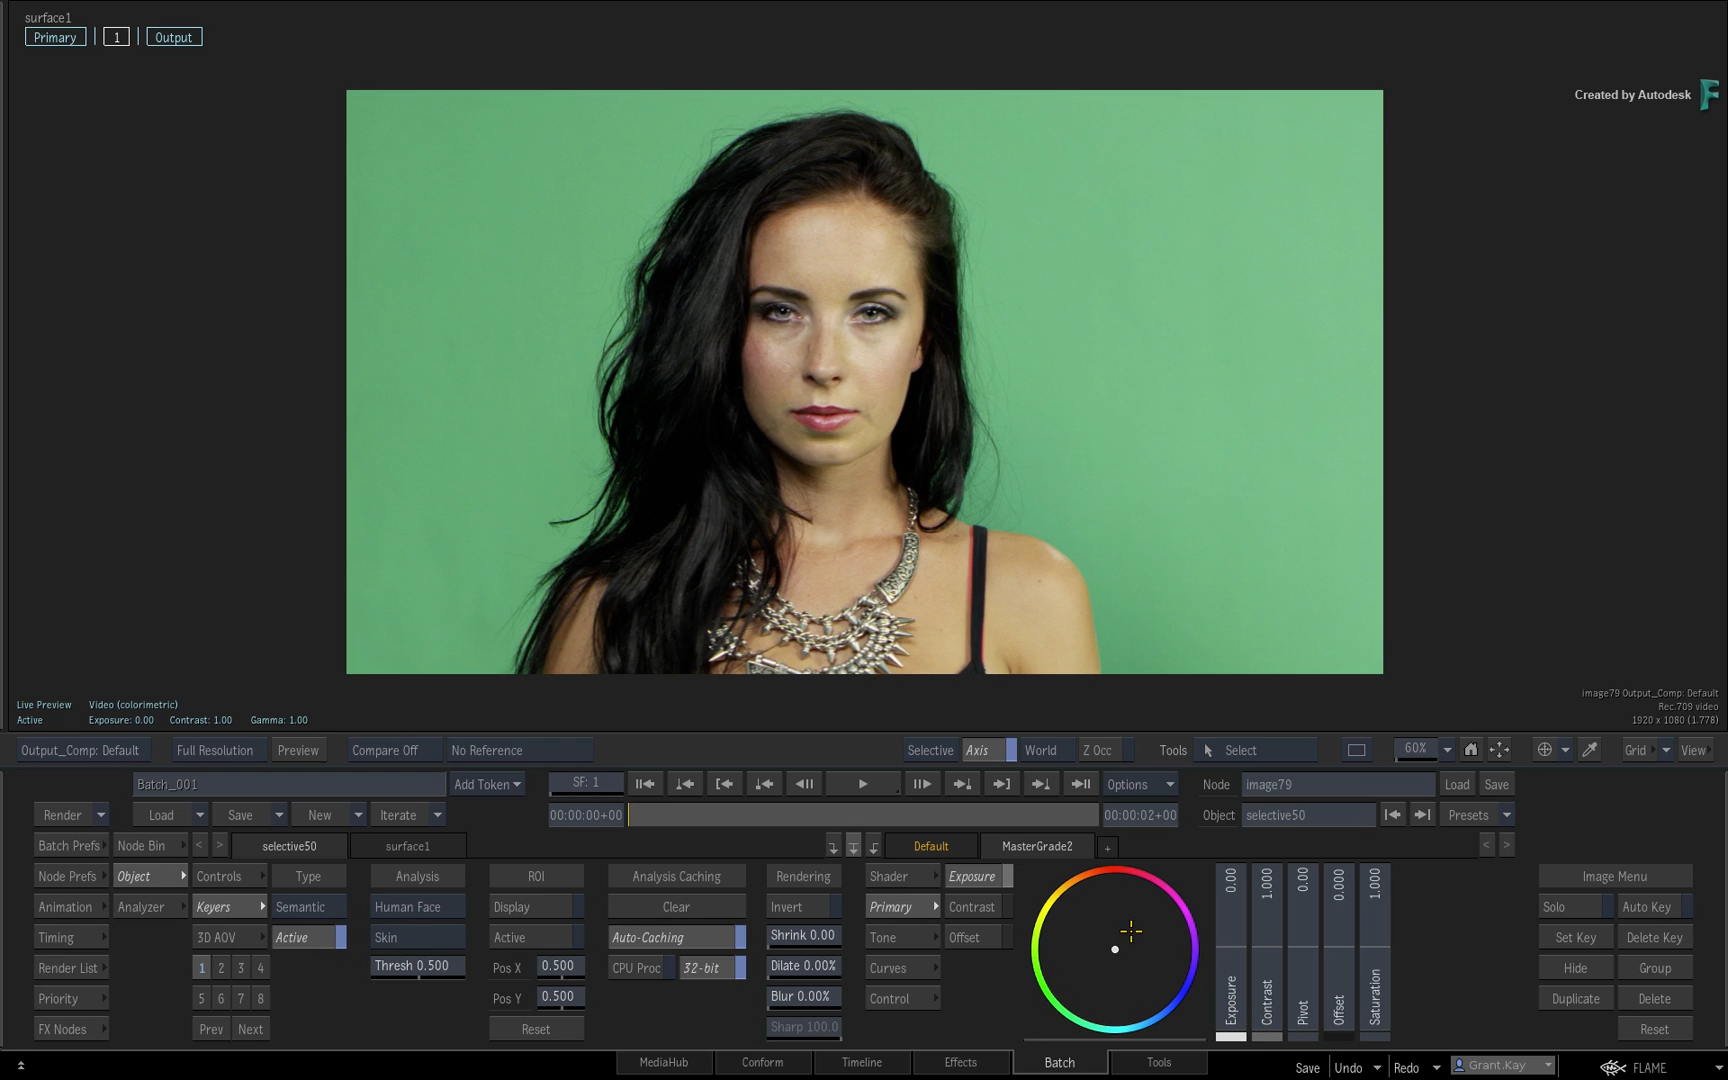 surface1
Primary | 1 | Output
Created by Autodesk
Live Preview Video (colorimetric)
Active Exposure: 0.00 Contrast: 1.00 Gamma: 1.00
image79 Output_Comp: Default
Rec.709 video
1920 x 1080 (1.778)
Output_Comp: Default Full Resolution Preview Compare Off No Reference Selective Axis World Z Occ Tools Select 60% Grid View
Batch_001 Add Token SF: 1 Options Node image79 Load Save
Render Load Save New Iterate 00:00:00+00 00:00:02+00 Object selective50 Presets
Batch Prefs Node Bin < > selective50 surface1 Default MasterGrade2 + < >
Node Prefs Object Controls Type Analysis ROI Analysis Caching Rendering Shader Exposure 0.00 1.000 0.00 0.000 1.000 Image Menu
Animation Analyzer Keyers Semantic Human Face Display Clear Invert Primary Contrast Solo Auto Key
Timing 3D AOV Active Skin Active Auto-Caching Shrink 0.00 Tone Offset Set Key Delete Key
Render List 1 2 3 4 Thresh 0.500 Pos X 0.500 CPU Proc 32-bit Dilate 0.00% Curves Hide Group
Priority 5 6 7 8 Pos Y 0.500 Blur 0.00% Control Exposure Contrast Pivot Offset Saturation Duplicate Delete
FX Nodes Prev Next Reset Sharp 100.0 Reset
MediaHub Conform Timeline Effects Batch Tools Save Undo Redo Grant.Kay FLAME